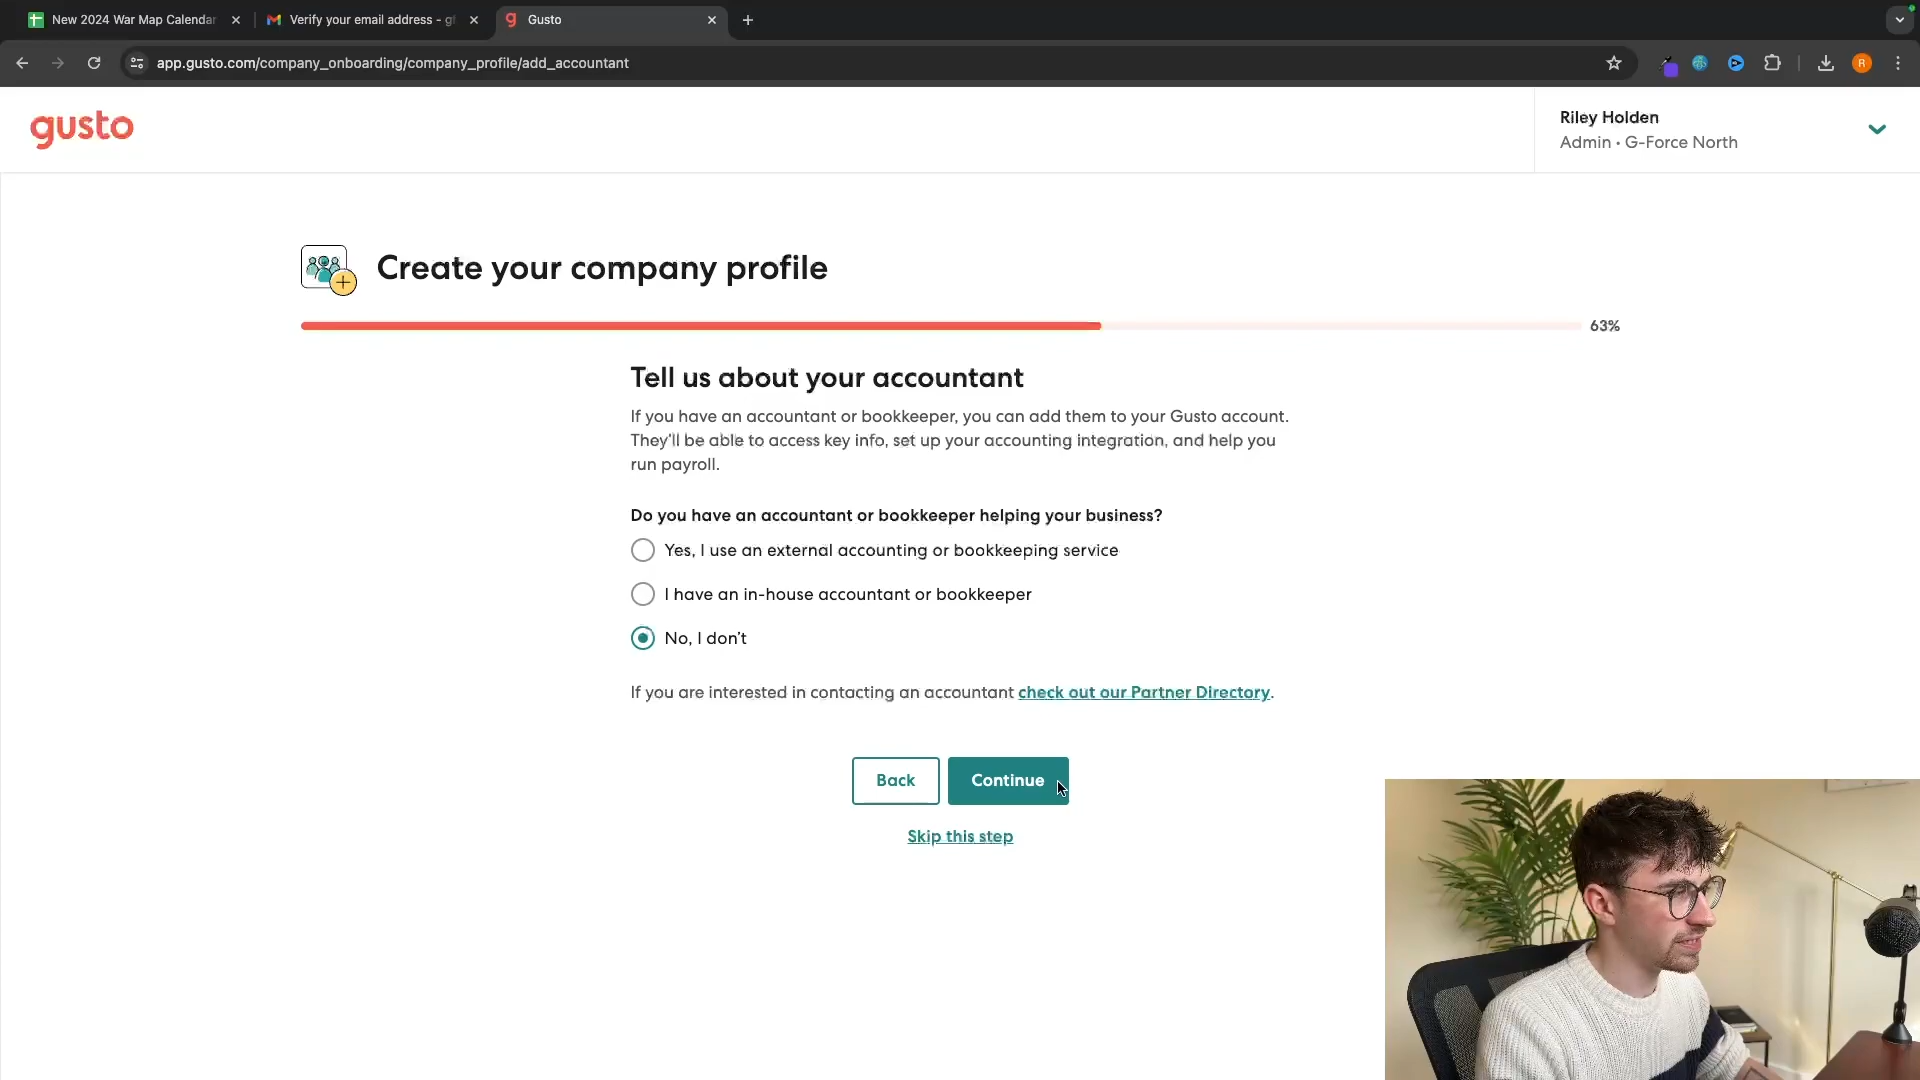 New 2024 War Map Calendar
Verify your email address - gf
Gusto
app.gusto.com/company_onboarding/company_profile/add_accountant
R
gusto
Riley Holden
Admin • G-Force North
Create your company profile
63%
Tell us about your accountant
If you have an accountant or bookkeeper, you can add them to your Gusto account.
They'll be able to access key info, set up your accounting integration, and help you
run payroll.
Do you have an accountant or bookkeeper helping your business?
Yes, I use an external accounting or bookkeeping service
I have an in-house accountant or bookkeeper
No, I don't
If you are interested in contacting an accountant check out our Partner Directory.
Back
Continue
Skip this step